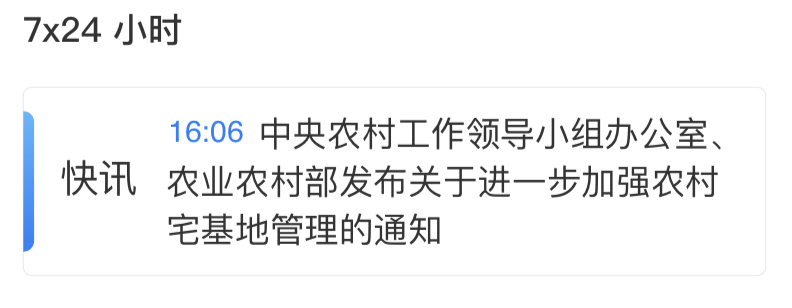 7x24 小时
快讯
16:06 中央农村工作领导小组办公室、
农业农村部发布关于进一步加强农村
宅基地管理的通知